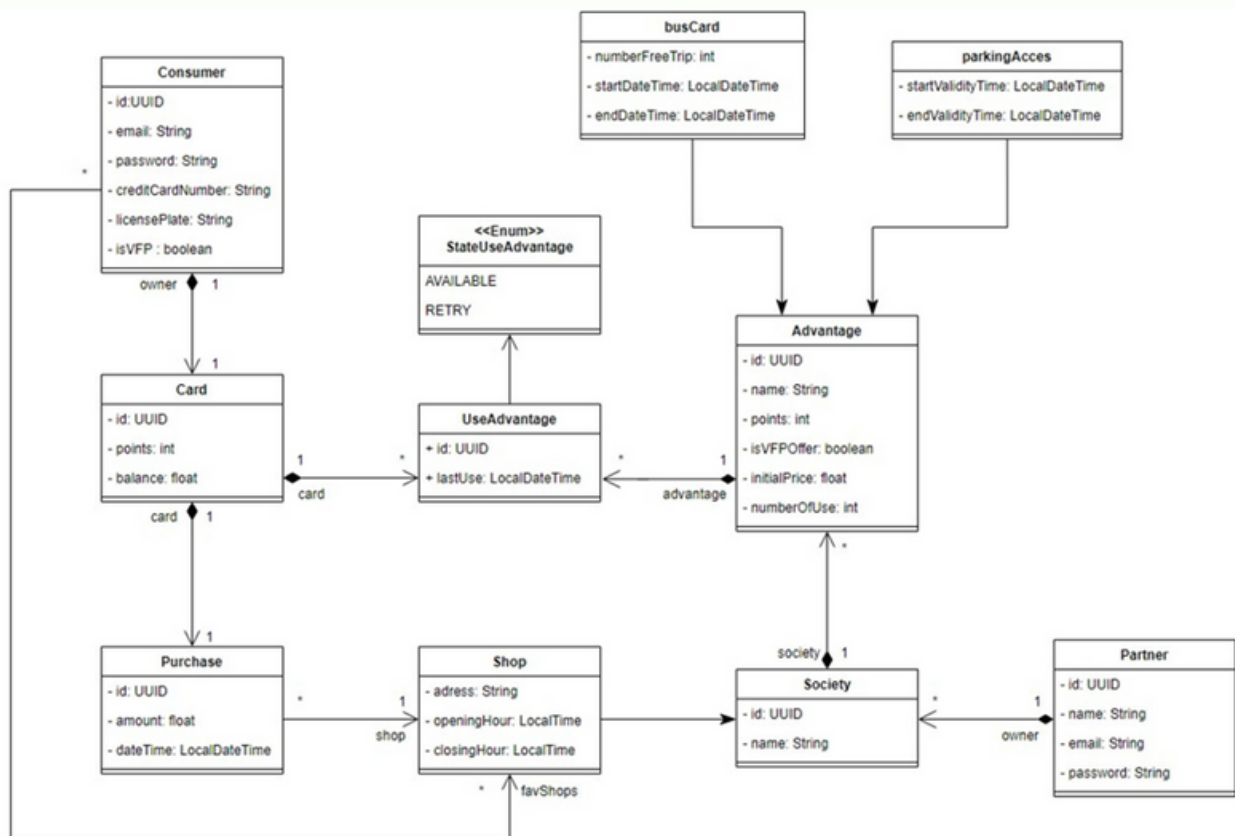 busCard
- numberFreeTrip: int
- startDateTime: LocalDateTime
- endDateTime: LocalDateTime
parkingAcces
- startValidityTime: LocalDateTime
- endValidityTime: LocalDateTime
Consumer
- id:UUID
- email: String
- password: String
- creditCardNumber: String
- licensePlate: String
- isVFP : boolean
*
owner
1
1
<<Enum>>
StateUseAdvantage
AVAILABLE
RETRY
Advantage
- id: UUID
- name: String
- points: int
- isVFPOffer: boolean
- initialPrice: float
- numberOfUse: int
Card
- id: UUID
- points: int
- balance: float
1
*
card
card
1
UseAdvantage
+ id: UUID
+ lastUse: LocalDateTime
*
1
advantage
*
1
Purchase
- id: UUID
- amount: float
- dateTime: LocalDateTime
*
1
shop
Shop
- adress: String
- openingHour: LocalTime
- closingHour: LocalTime
*
favShops
society
1
Society
- id: UUID
- name: String
*
1
owner
Partner
- id: UUID
- name: String
- email: String
- password: String